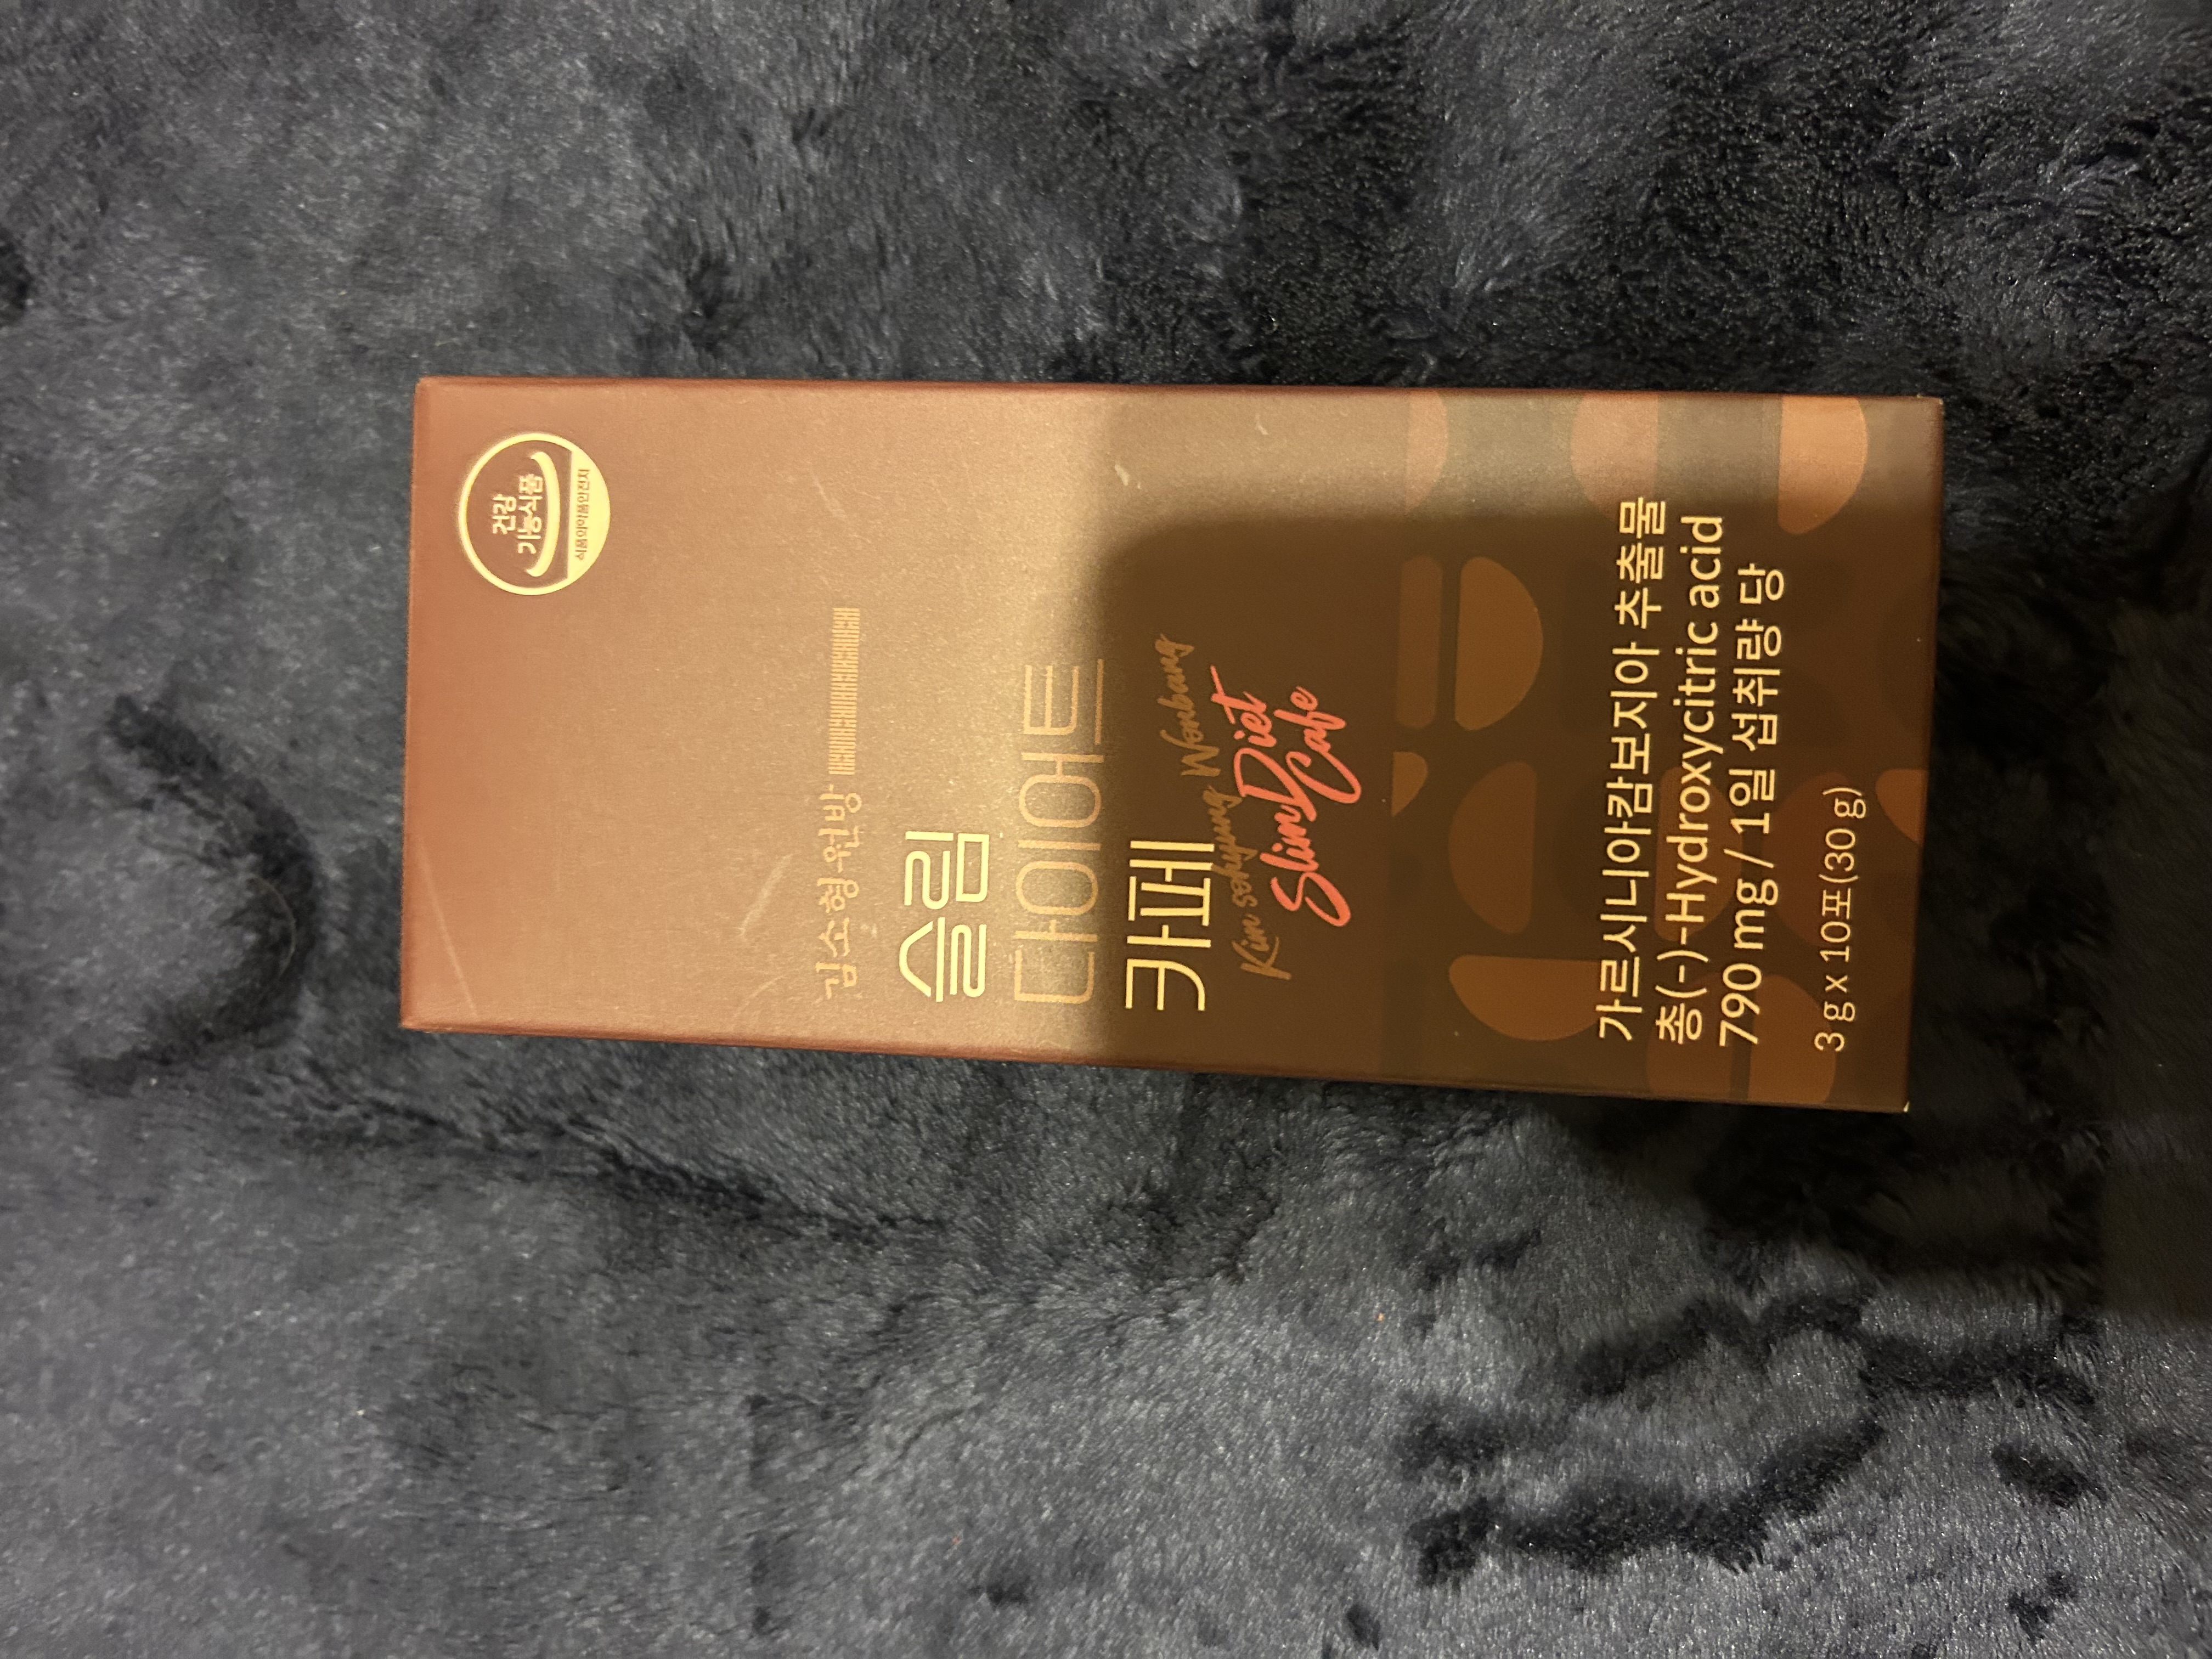 건강
기능식품
식품의약품안전처
김소형원방
슬림
다이어트
카페
Kim sohyung Wonbang
Slim Diet
Cafe
가르시니아캄보지아 추출물
총(-)-Hydroxycitric acid
790 mg / 1일 섭취량 당
3 g x 10포(30 g)